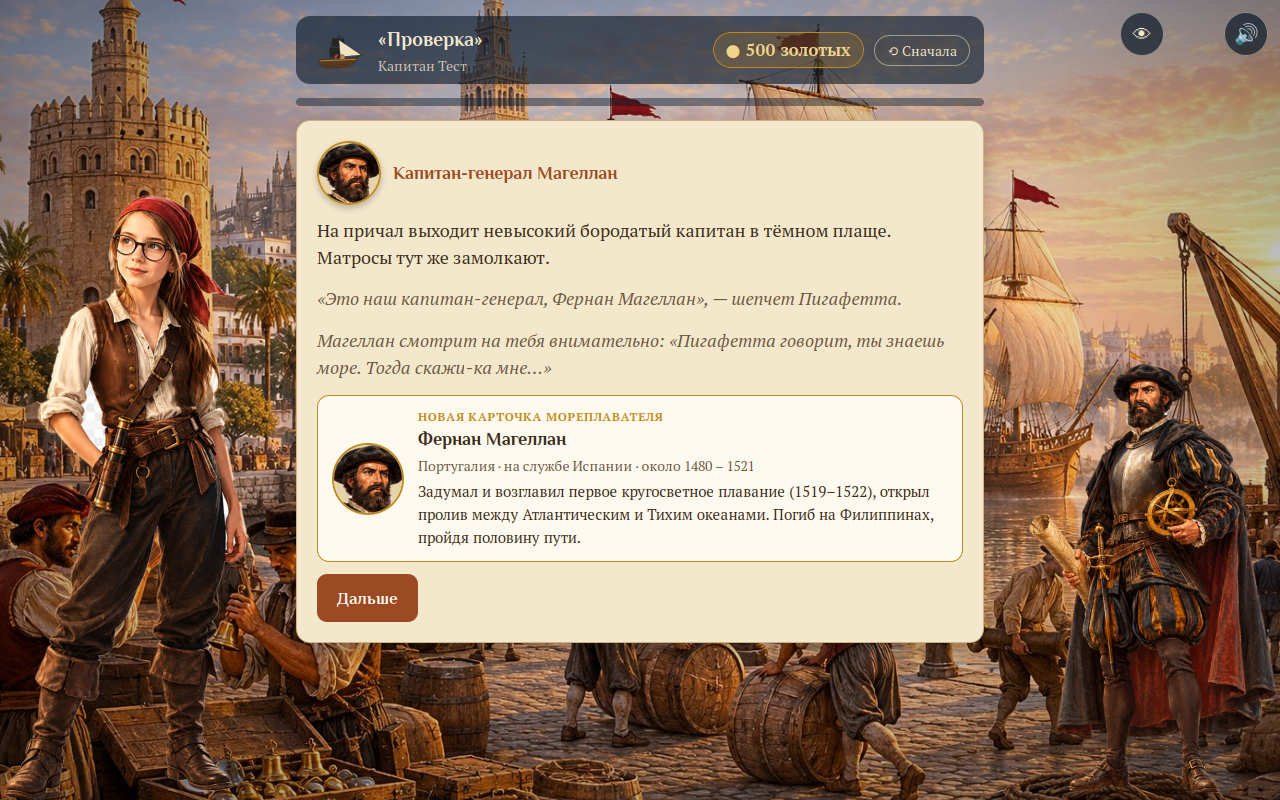 «Проверка»
Капитан Тест
500 золотых
⟲ Сначала
Капитан-генерал Магеллан
На причал выходит невысокий бородатый капитан в тёмном плаще.
Матросы тут же замолкают.
«Это наш капитан-генерал, Фернан Магеллан», — шепчет Пигафетта.
Магеллан смотрит на тебя внимательно: «Пигафетта говорит, ты знаешь
море. Тогда скажи-ка мне…»
НОВАЯ КАРТОЧКА МОРЕПЛАВАТЕЛЯ
Фернан Магеллан
Португалия · на службе Испании · около 1480 – 1521
Задумал и возглавил первое кругосветное плавание (1519–1522), открыл
пролив между Атлантическим и Тихим океанами. Погиб на Филиппинах,
пройдя половину пути.
Дальше